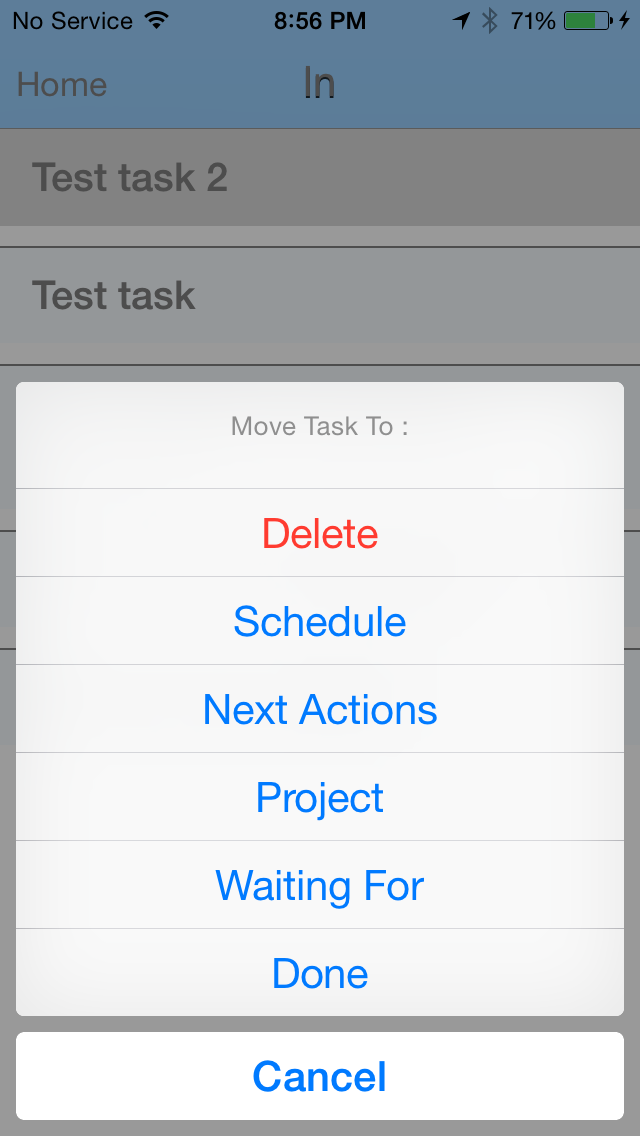 No Service 8:56 PM 71%
Home In
Test task 2
Test task
Move Task To :
Delete
Schedule
Next Actions
Project
Waiting For
Done
Cancel